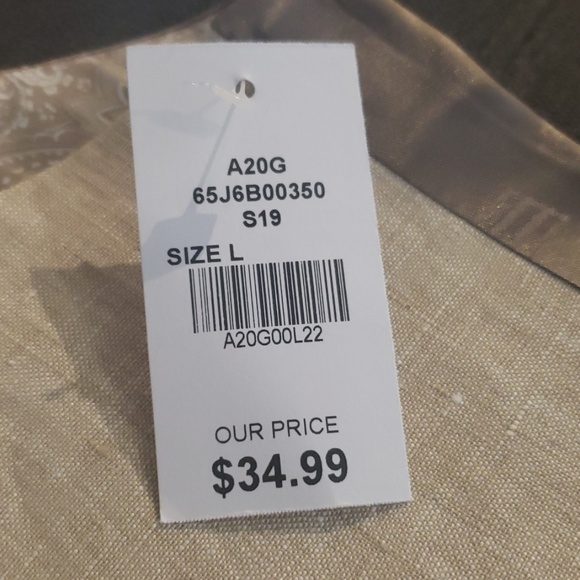 A20G
65J6B00350
S19
SIZE L
A20G00L22
OUR PRICE
$34.99